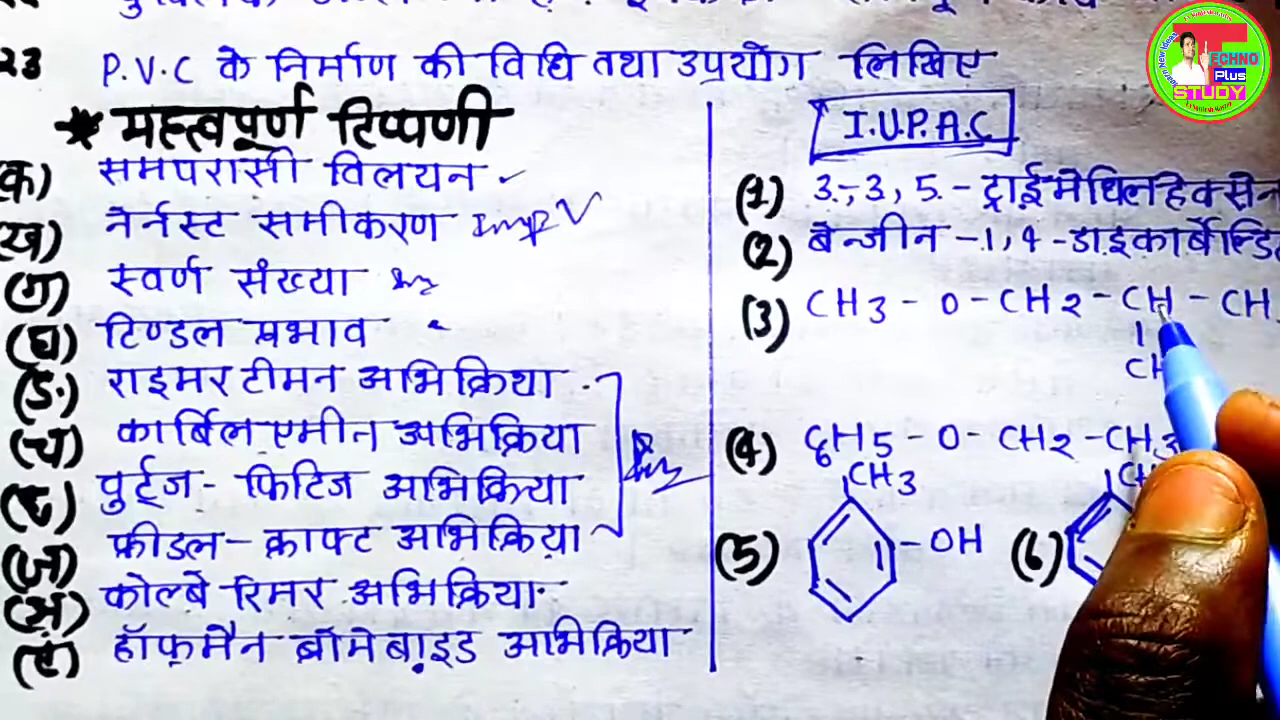 23 P.V.C के निर्माण की विधि तथा उपयोग लिखिए
* महत्वपूर्ण टिप्पणी
(क) समपरासी विलयन
(ख) नेर्नस्ट समीकरण Imp
(ग) स्वर्ण संख्या
(घ) टिण्डल प्रभाव
(ङ) राइमर टीमन अभिक्रिया
(च) कार्बिल एमीन अभिक्रिया
(छ) पुर्ट्ज - फिटिज अभिक्रिया
(ज) फ्रीडल - क्राफ्ट अभिक्रिया
(झ) कोल्बे रिमर अभिक्रिया
हॉफमैन ब्रोमेबाइड अभिक्रिया
I.U.P.A.C
(1) 3,-3, 5.- ट्राईमेथिलहेक्सेन
(2) बेन्जीन - 1, 4 - डाइकार्बेल्डि
(3) CH3 - O - CH2 - CH - CH
CH
(4) C6H5 - O - CH2 - CH3
(5) CH3
- OH
(6) CH
TECHNO
Plus
STUDY